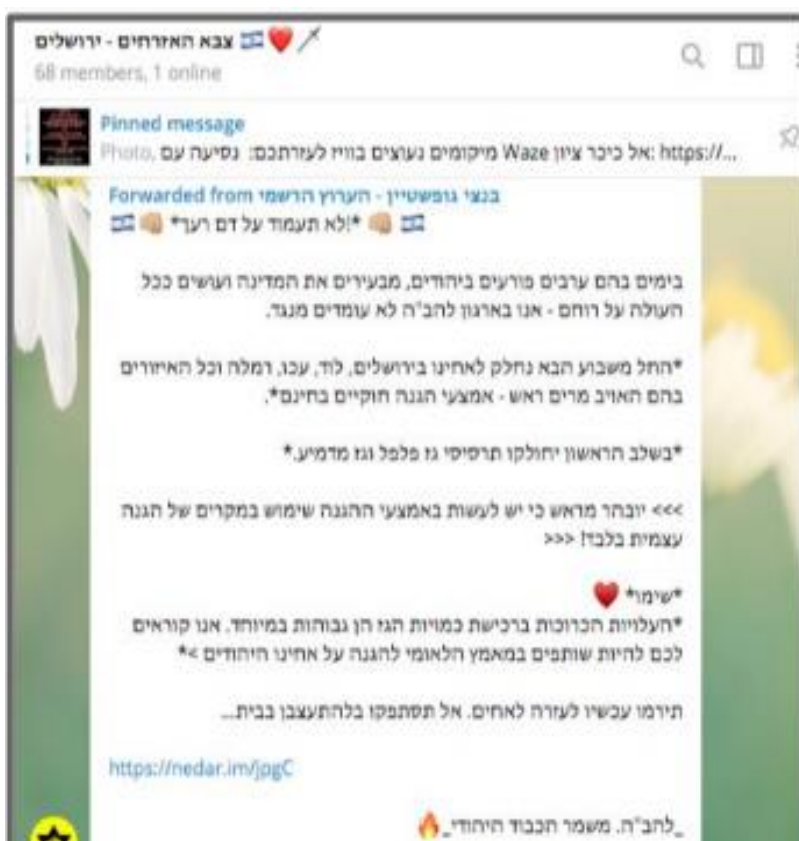 צבא האזרחים - ירושלים 🇮🇱❤️🗡
68 members, 1 online
Pinned message
Photo, אל כיכר ציון Waze מיקומים נעוצים בוויז לעזרתכם: נסיעה עם: https://...
Forwarded from בנצי גופשטיין - הערוץ הרשמי
🇮🇱 👊🏼 *!לא תעמוד על דם רעך* 👊🏼 🇮🇱
בימים בהם ערבים פורעים ביהודים, מבעירים את המדינה ועושים ככל
העולה על רוחם - אנו בארגון להב"ה לא עומדים מנגד.
*החל משבוע הבא נחלק לאחינו בירושלים, לוד, עכו, רמלה וכל האיזורים
בהם האויב מרים ראש - אמצעי הגנה חוקיים בחינם*.
*בשלב הראשון יחולקו תרסיסי גז פלפל וגז מדמיע.*
>>> יובהר מראש כי יש לעשות באמצעי ההגנה שימוש במקרים של הגנה
עצמית בלבד! <<<
*שימו* ❤️
*העלויות הכרוכות ברכישת כמויות הגז הן גבוהות במיוחד. אנו קוראים
לכם להיות שותפים במאמץ הלאומי להגנה על אחינו היהודים >*
תירמו עכשיו לעזרה לאחים. אל תסתפקו בלהתעצבן בבית...
https://nedar.im/jpgC
_להב"ה. משמר הכבוד היהודי_🔥